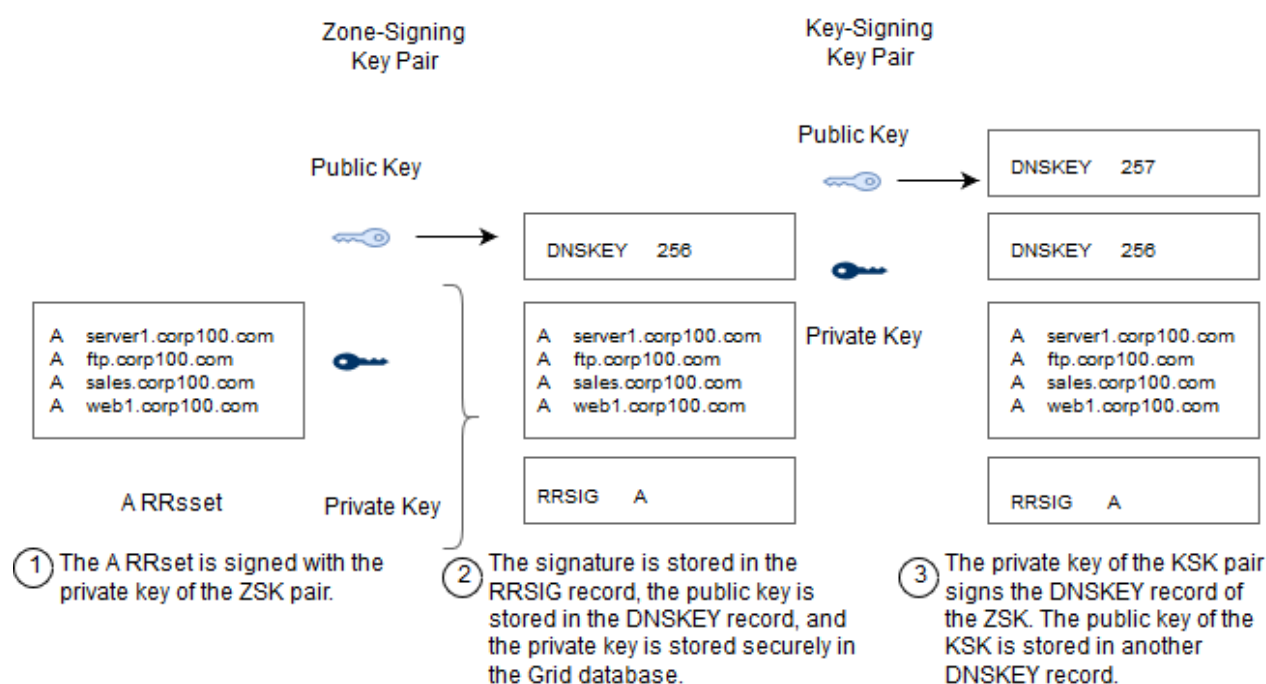 Zone-Signing
Key Pair
Key-Signing
Key Pair
Public Key
DNSKEY 257
Public Key
DNSKEY 256
DNSKEY 256
A server1.corp100.com
A ftp.corp100.com
A sales.corp100.com
A web1.corp100.com
A server1.corp100.com
A ftp.corp100.com
A sales.corp100.com
A web1.corp100.com
Private Key
A server1.corp100.com
A ftp.corp100.com
A sales.corp100.com
A web1.corp100.com
A RRsset
Private Key
RRSIG A
RRSIG A
1 The A RRset is signed with the
private key of the ZSK pair.
2 The signature is stored in the
RRSIG record, the public key is
stored in the DNSKEY record, and
the private key is stored securely in
the Grid database.
3 The private key of the KSK pair
signs the DNSKEY record of
the ZSK. The public key of the
KSK is stored in another
DNSKEY record.